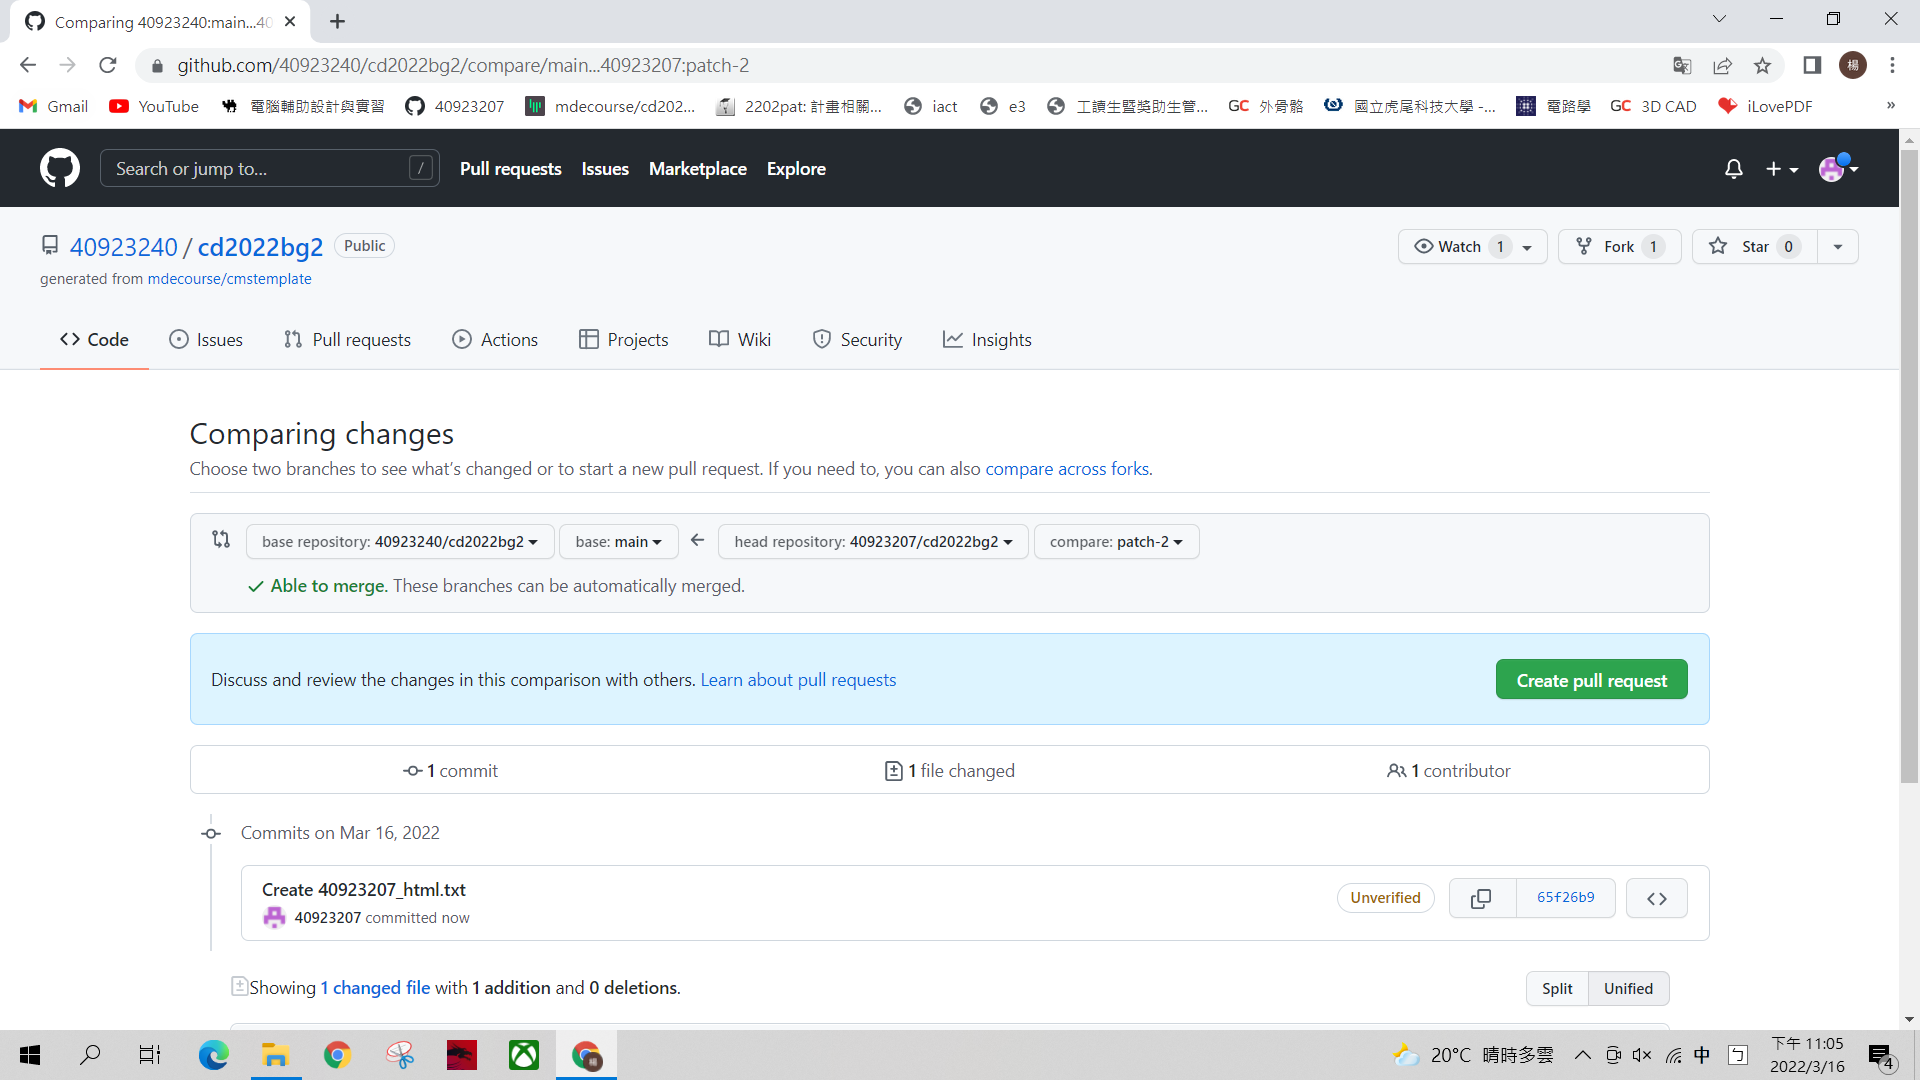 Comparing 40923240:main...40
github.com/40923240/cd2022bg2/compare/main...40923207:patch-2
楊
Gmail
YouTube
電腦輔助設計與實習
40923207
mdecourse/cd202...
2202pat: 計畫相關...
iact
e3
工讀生暨獎助生管...
GC 外骨骼
國立虎尾科技大學 -...
電路學
GC 3D CAD
iLovePDF
»
Search or jump to...
/
Pull requests
Issues
Marketplace
Explore
40923240 / cd2022bg2 Public
Watch 1
Fork 1
Star 0
generated from mdecourse/cmstemplate
Code
Issues
Pull requests
Actions
Projects
Wiki
Security
Insights
Comparing changes
Choose two branches to see what's changed or to start a new pull request. If you need to, you can also compare across forks.
base repository: 40923240/cd2022bg2
base: main
head repository: 40923207/cd2022bg2
compare: patch-2
Able to merge. These branches can be automatically merged.
Discuss and review the changes in this comparison with others. Learn about pull requests
Create pull request
1 commit
1 file changed
1 contributor
Commits on Mar 16, 2022
Create 40923207_html.txt
40923207 committed now
Unverified
65f26b9
Showing 1 changed file with 1 addition and 0 deletions.
Split
Unified
楊
20°C 晴時多雲
中
下午 11:05
2022/3/16
4